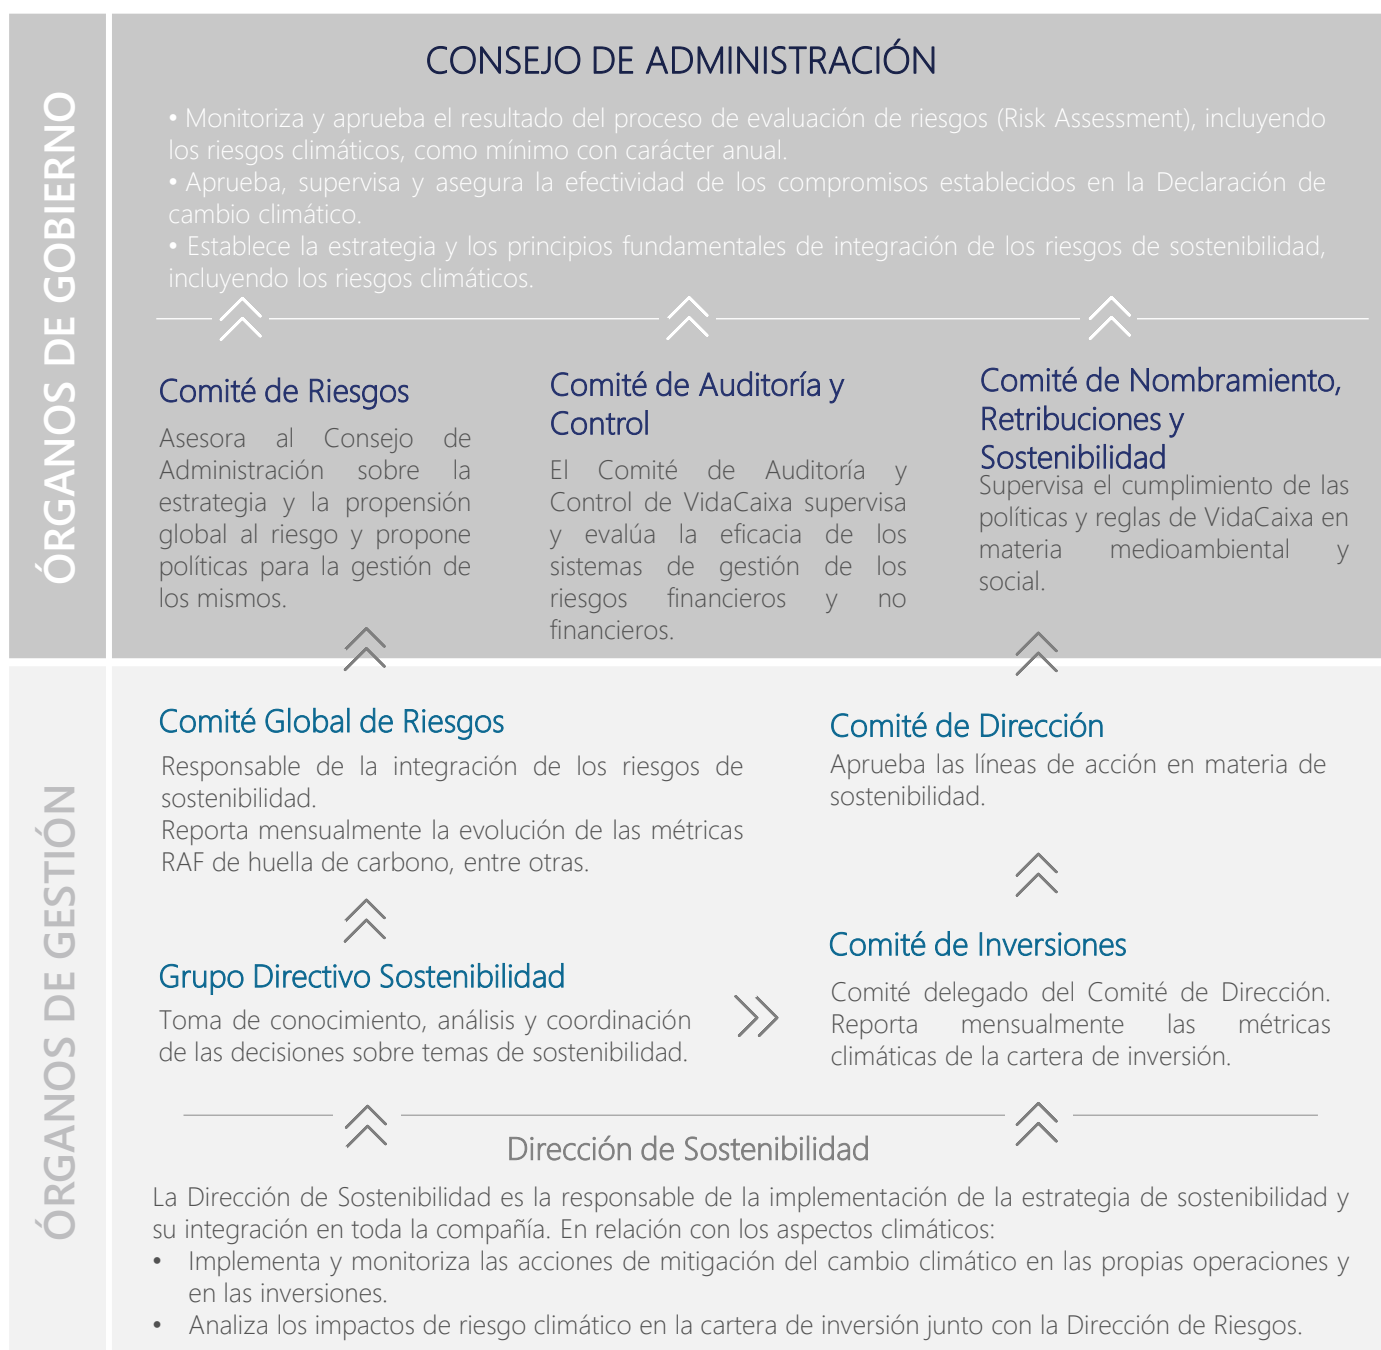 ÓRGANOS DE GOBIERNO
CONSEJO DE ADMINISTRACIÓN
• Monitoriza y aprueba el resultado del proceso de evaluación de riesgos (Risk Assessment), incluyendo
los riesgos climáticos, como mínimo con carácter anual.
• Aprueba, supervisa y asegura la efectividad de los compromisos establecidos en la Declaración de
cambio climático.
• Establece la estrategia y los principios fundamentales de integración de los riesgos de sostenibilidad,
incluyendo los riesgos climáticos.
Comité de Riesgos
Asesora al Consejo de
Administración sobre la
estrategia y la propensión
global al riesgo y propone
políticas para la gestión de
los mismos.
Comité de Auditoría y
Control
El Comité de Auditoría y
Control de VidaCaixa supervisa
y evalúa la eficacia de los
sistemas de gestión de los
riesgos financieros y no
financieros.
Comité de Nombramiento,
Retribuciones y
Sostenibilidad
Supervisa el cumplimiento de las
políticas y reglas de VidaCaixa en
materia medioambiental y
social.
ÓRGANOS DE GESTIÓN
Comité Global de Riesgos
Responsable de la integración de los riesgos de
sostenibilidad.
Reporta mensualmente la evolución de las métricas
RAF de huella de carbono, entre otras.
Comité de Dirección
Aprueba las líneas de acción en materia de
sostenibilidad.
Grupo Directivo Sostenibilidad
Toma de conocimiento, análisis y coordinación
de las decisiones sobre temas de sostenibilidad.
Comité de Inversiones
Comité delegado del Comité de Dirección.
Reporta mensualmente las métricas
climáticas de la cartera de inversión.
Dirección de Sostenibilidad
La Dirección de Sostenibilidad es la responsable de la implementación de la estrategia de sostenibilidad y
su integración en toda la compañía. En relación con los aspectos climáticos:
• Implementa y monitoriza las acciones de mitigación del cambio climático en las propias operaciones y
en las inversiones.
• Analiza los impactos de riesgo climático en la cartera de inversión junto con la Dirección de Riesgos.